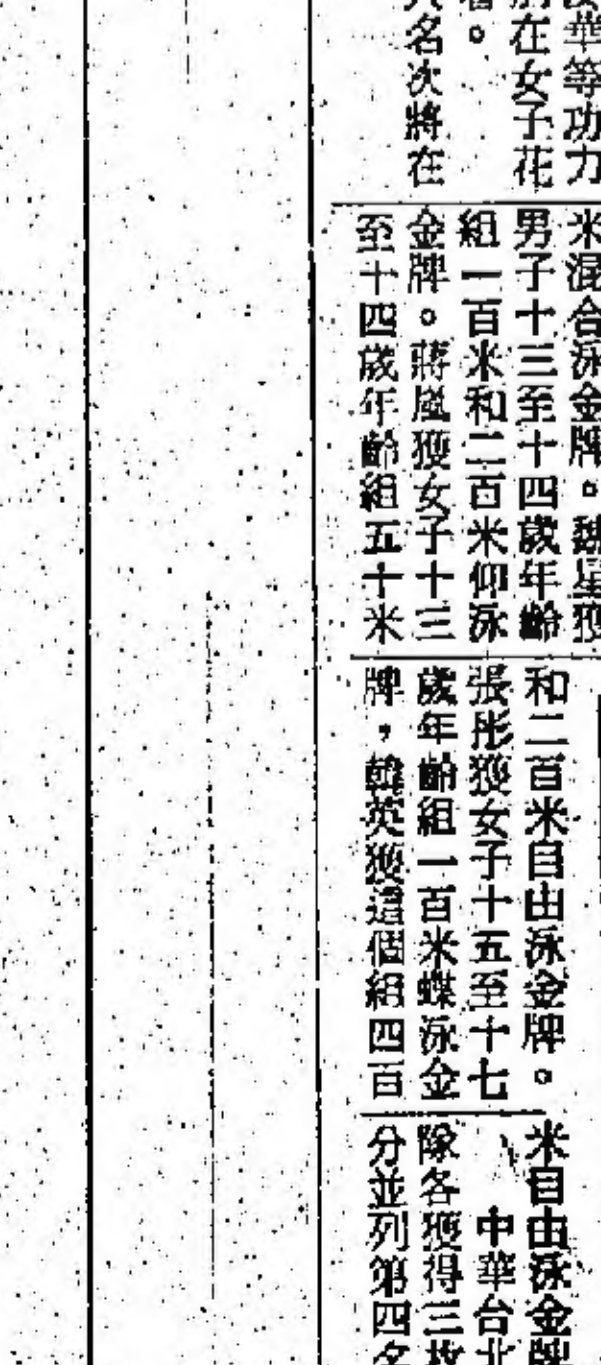 華等功力
在女子花
名次將在
米混合泳金牌。魏星獲
男子十三至十四歲年齡
組一百米和二百米仰泳
金牌。蔣嵐獲女子十三
至十四歲年齡組五十米
和二百米自由泳金牌。
張彤獲女子十五至十七
歲年齡組一百米蝶泳金
牌，韓英獲這個組四百
米自由泳金牌
中華台北
隊各獲得三枚
分並列第四名